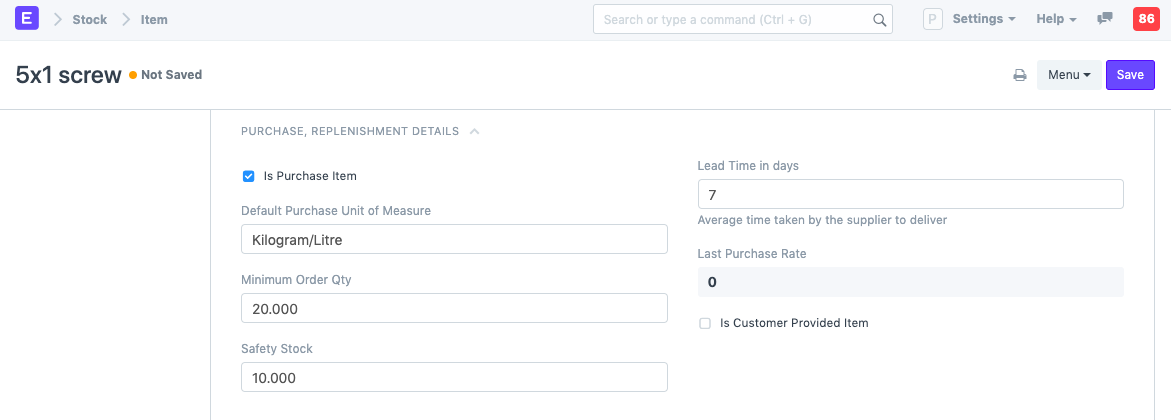 E Stock Item Search or type a command (Ctrl + G) P Settings Help 86
5x1 screw Not Saved Menu Save
PURCHASE, REPLENISHMENT DETAILS
Is Purchase Item
Default Purchase Unit of Measure
Kilogram/Litre
Minimum Order Qty
20.000
Safety Stock
10.000
Lead Time in days
7
Average time taken by the supplier to deliver
Last Purchase Rate
0
Is Customer Provided Item